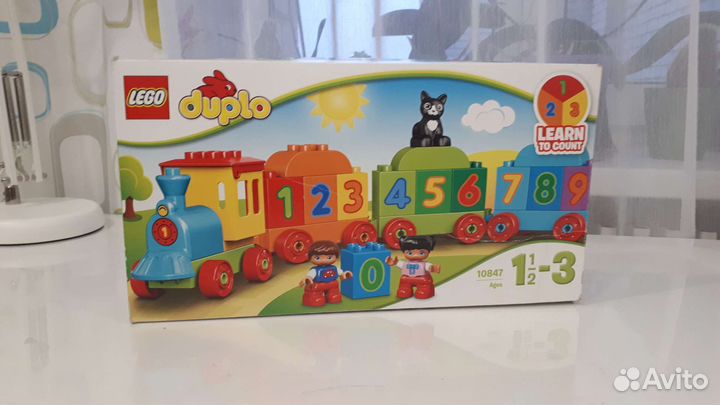 LEGO duplo
1
2 3
LEARN
TO COUNT
1 2 3 4 5 6 7 8 9
1
0
10847
Ages
1½-3
Avito